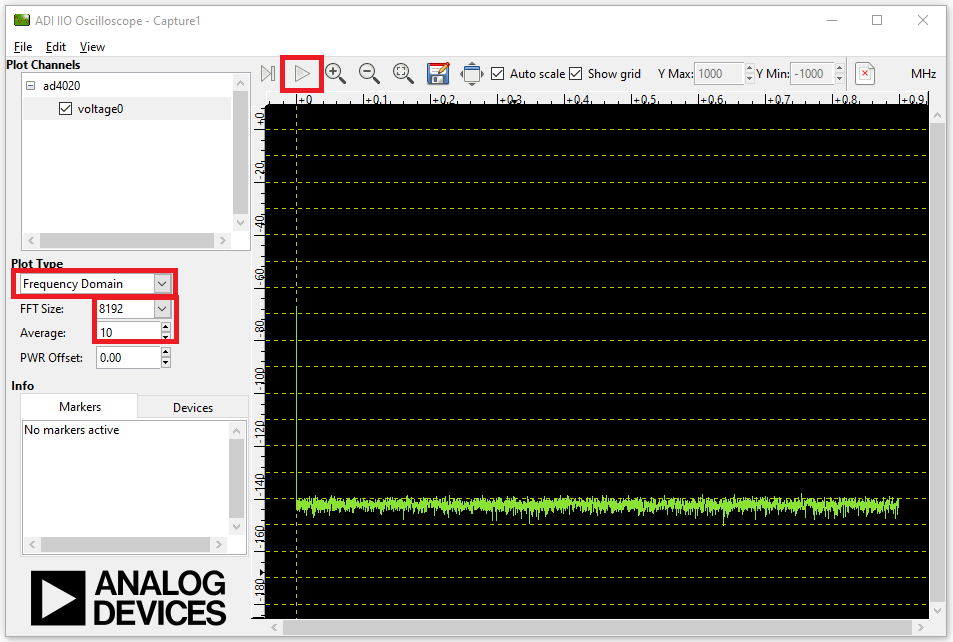 ADI IIO Oscilloscope - Capture1
File Edit View
Plot Channels
ad4020
voltage0
Auto scale Show grid Y Max: 1000 Y Min: -1000 MHz
+0 +0.1 +0.2 +0.3 +0.4 +0.5 +0.6 +0.7 +0.8 +0.9
+0
-20
-40
-60
-80
-100
-120
-140
-160
-180
Plot Type
Frequency Domain
FFT Size: 8192
Average: 10
PWR Offset: 0.00
Info
Markers Devices
No markers active
ANALOG
DEVICES